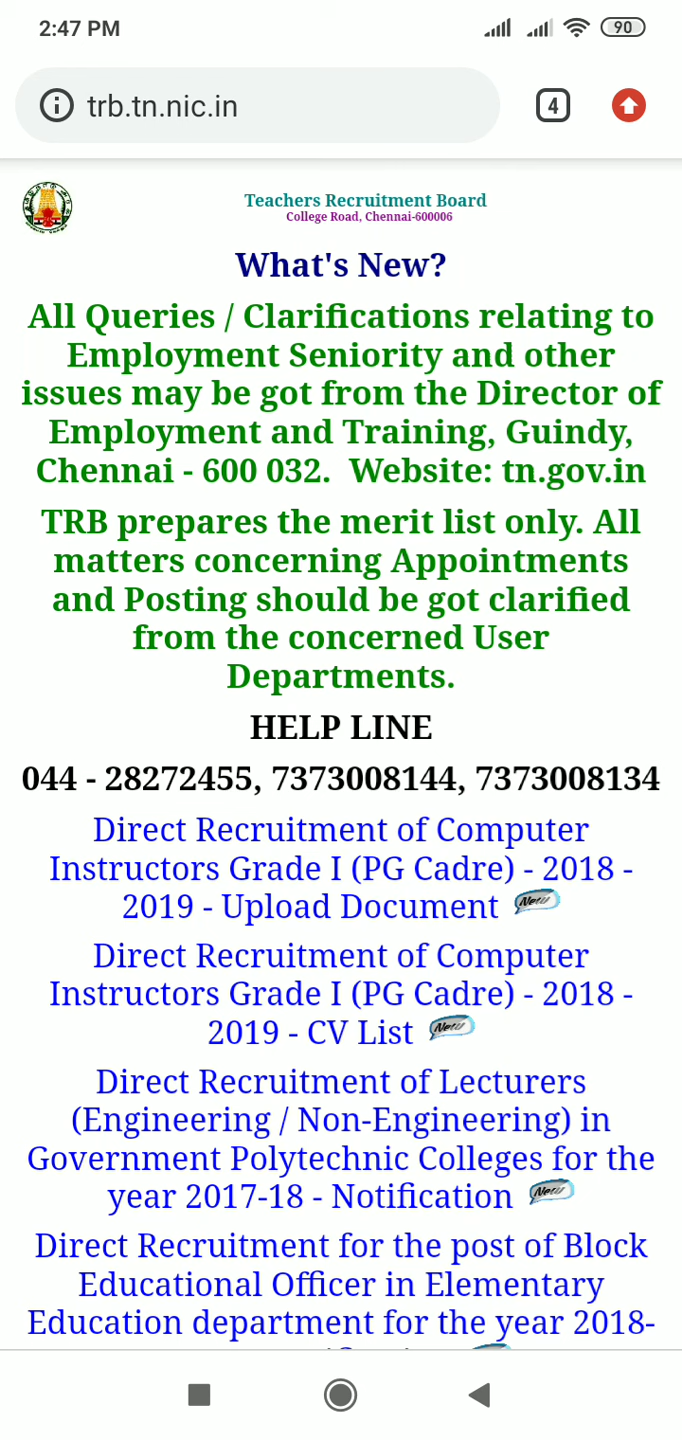 2:47 PM
90
trb.tn.nic.in
4
Teachers Recruitment Board
College Road, Chennai-600006
What's New?
All Queries / Clarifications relating to
Employment Seniority and other
issues may be got from the Director of
Employment and Training, Guindy,
Chennai - 600 032.  Website: tn.gov.in
TRB prepares the merit list only. All
matters concerning Appointments
and Posting should be got clarified
from the concerned User
Departments.
HELP LINE
044 - 28272455, 7373008144, 7373008134
Direct Recruitment of Computer
Instructors Grade I (PG Cadre) - 2018 -
2019 - Upload Document New
Direct Recruitment of Computer
Instructors Grade I (PG Cadre) - 2018 -
2019 - CV List New
Direct Recruitment of Lecturers
(Engineering / Non-Engineering) in
Government Polytechnic Colleges for the
year 2017-18 - Notification New
Direct Recruitment for the post of Block
Educational Officer in Elementary
Education department for the year 2018-